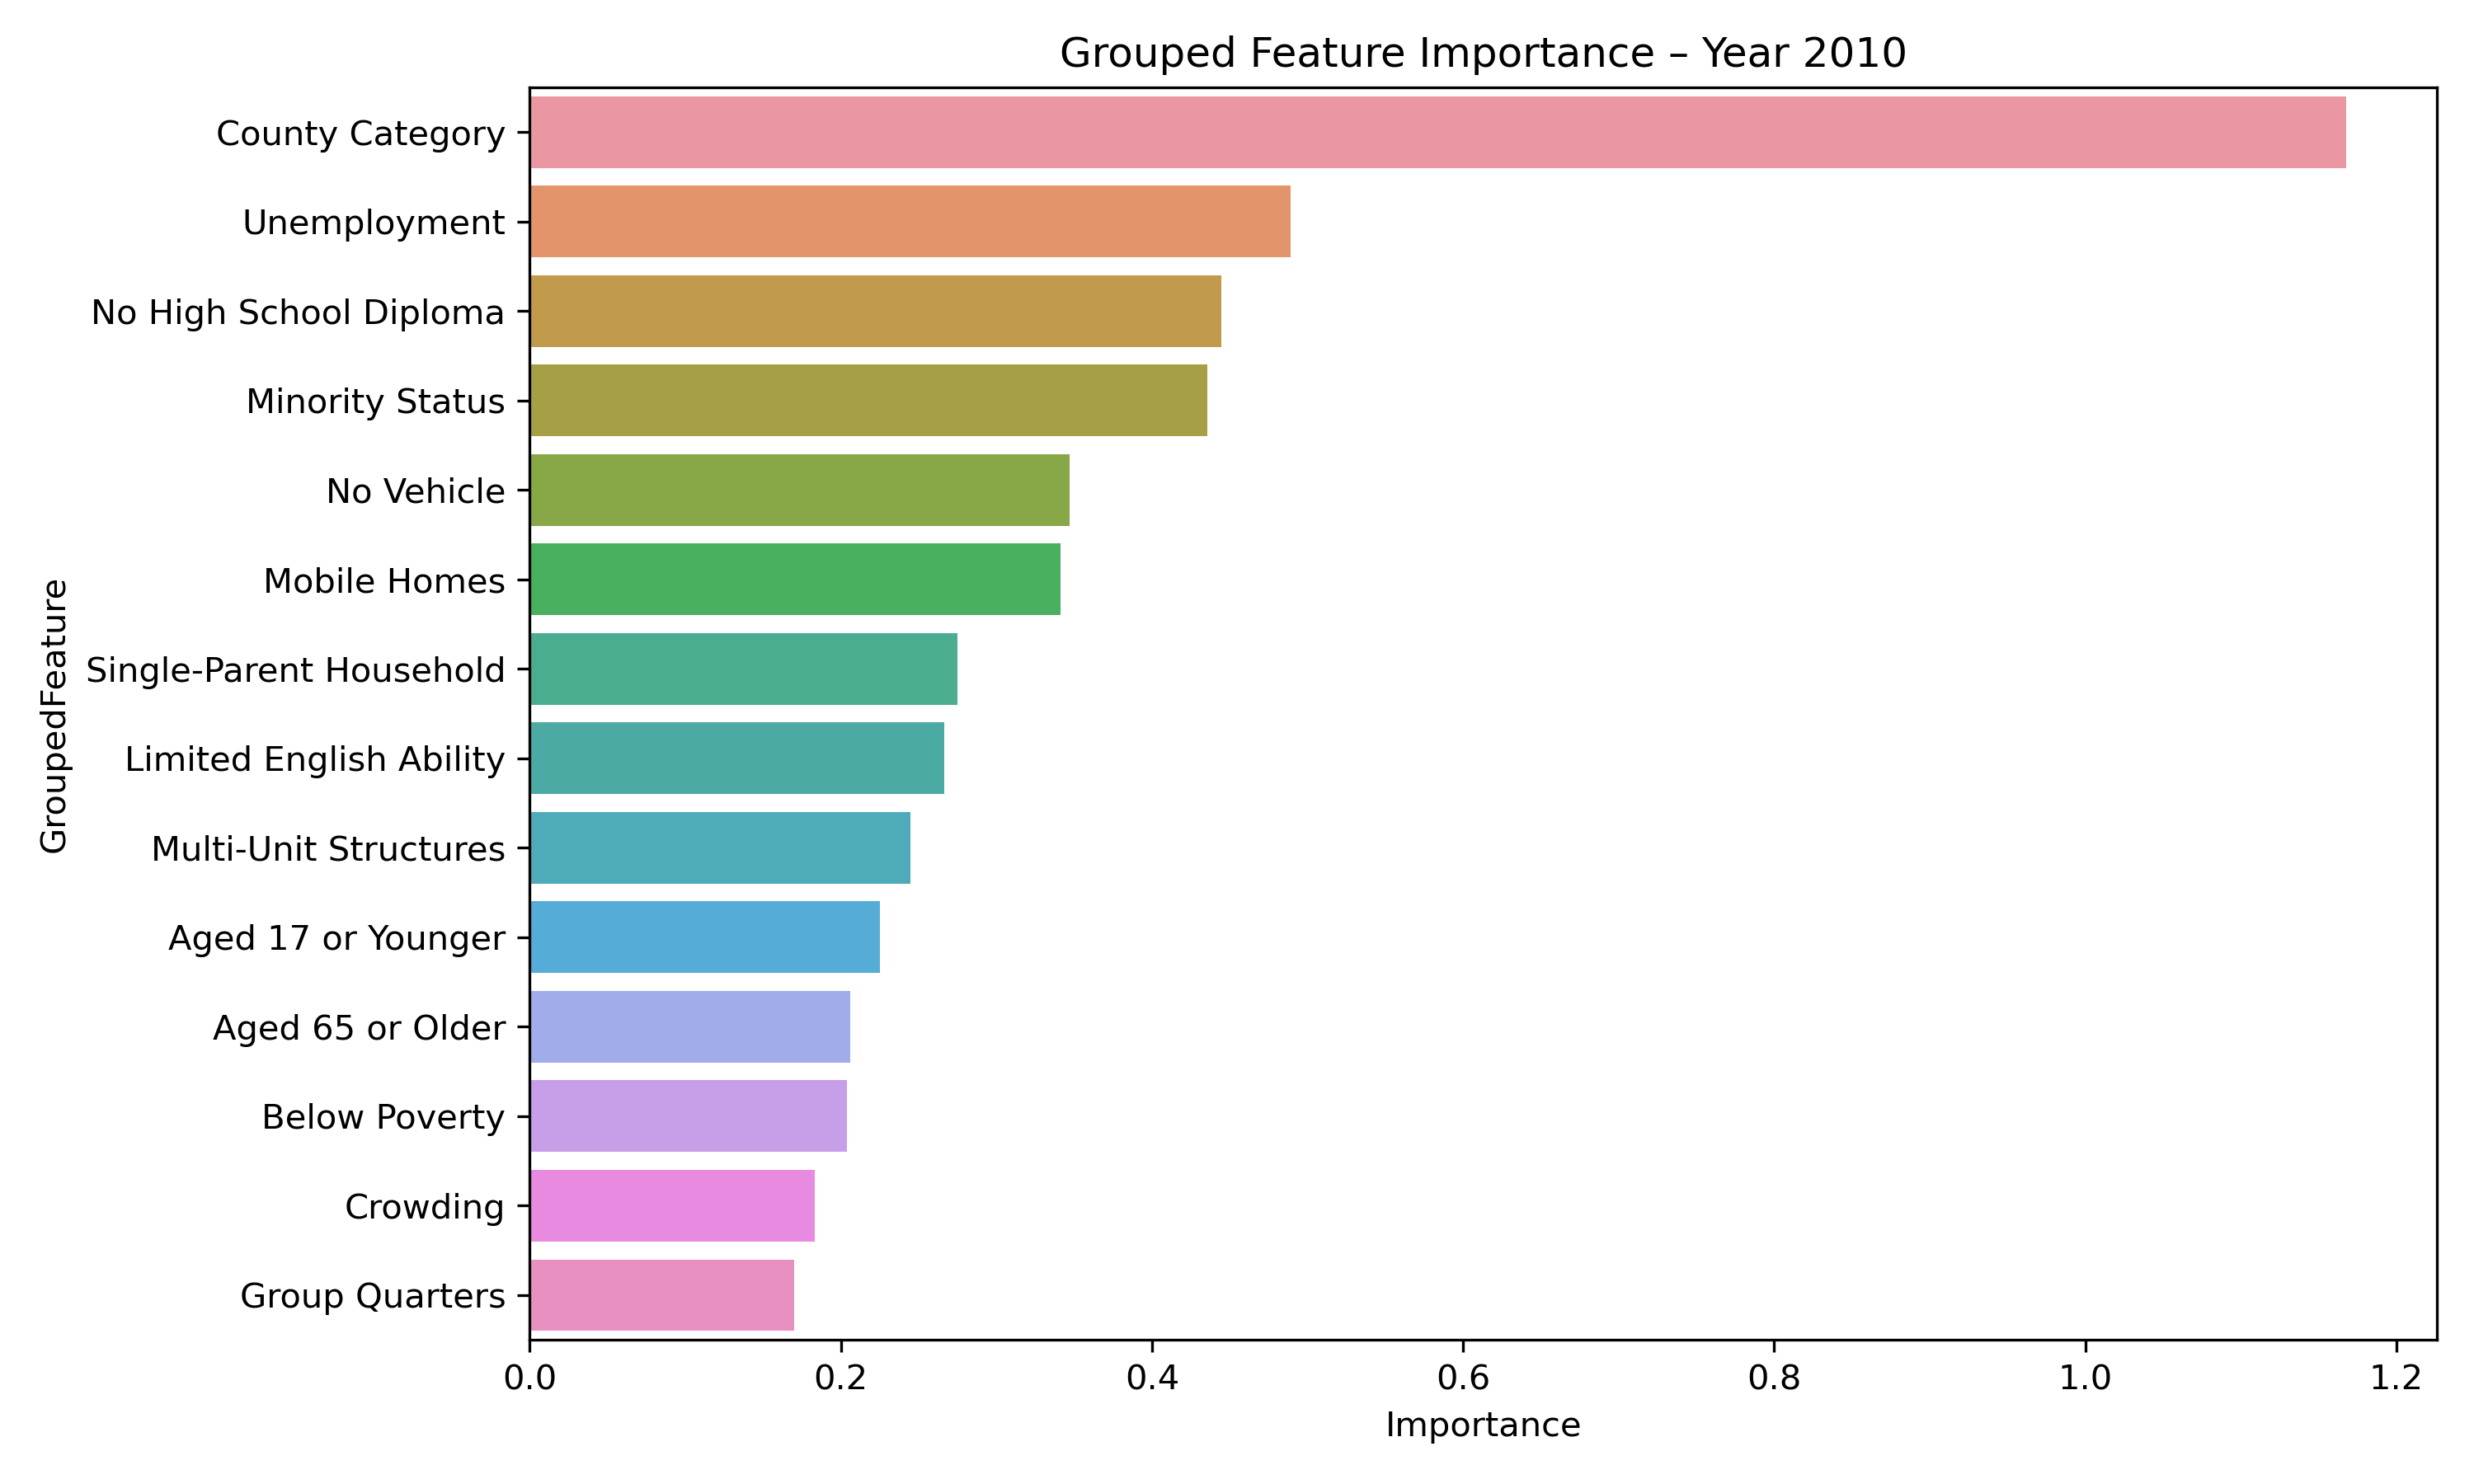 Grouped Feature Importance – Year 2010
County Category
Unemployment
No High School Diploma
Minority Status
No Vehicle
Mobile Homes
Single-Parent Household
Limited English Ability
Multi-Unit Structures
Aged 17 or Younger
Aged 65 or Older
Below Poverty
Crowding
Group Quarters
GroupedFeature
0.0 0.2 0.4 0.6 0.8 1.0 1.2
Importance